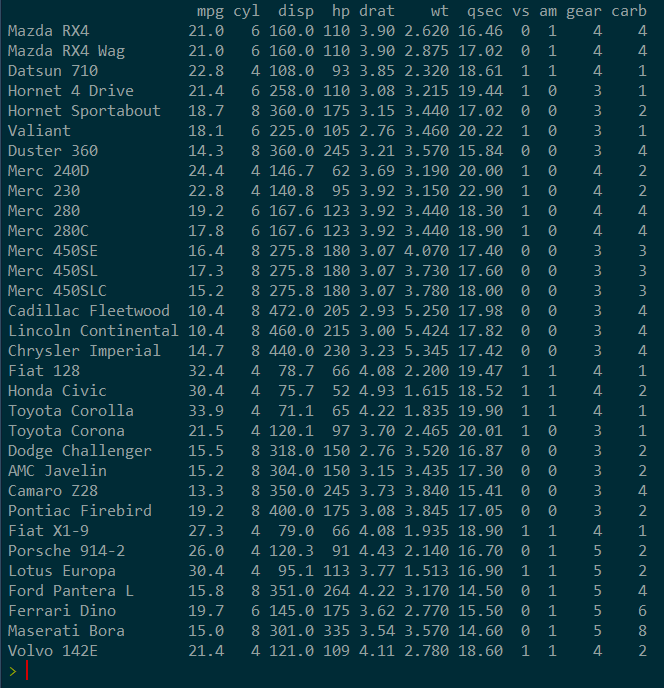 mpg cyl disp hp drat wt qsec vs am gear carb
Mazda RX4 21.0 6 160.0 110 3.90 2.620 16.46 0 1 4 4
Mazda RX4 Wag 21.0 6 160.0 110 3.90 2.875 17.02 0 1 4 4
Datsun 710 22.8 4 108.0 93 3.85 2.320 18.61 1 1 4 1
Hornet 4 Drive 21.4 6 258.0 110 3.08 3.215 19.44 1 0 3 1
Hornet Sportabout 18.7 8 360.0 175 3.15 3.440 17.02 0 0 3 2
Valiant 18.1 6 225.0 105 2.76 3.460 20.22 1 0 3 1
Duster 360 14.3 8 360.0 245 3.21 3.570 15.84 0 0 3 4
Merc 240D 24.4 4 146.7 62 3.69 3.190 20.00 1 0 4 2
Merc 230 22.8 4 140.8 95 3.92 3.150 22.90 1 0 4 2
Merc 280 19.2 6 167.6 123 3.92 3.440 18.30 1 0 4 4
Merc 280C 17.8 6 167.6 123 3.92 3.440 18.90 1 0 4 4
Merc 450SE 16.4 8 275.8 180 3.07 4.070 17.40 0 0 3 3
Merc 450SL 17.3 8 275.8 180 3.07 3.730 17.60 0 0 3 3
Merc 450SLC 15.2 8 275.8 180 3.07 3.780 18.00 0 0 3 3
Cadillac Fleetwood 10.4 8 472.0 205 2.93 5.250 17.98 0 0 3 4
Lincoln Continental 10.4 8 460.0 215 3.00 5.424 17.82 0 0 3 4
Chrysler Imperial 14.7 8 440.0 230 3.23 5.345 17.42 0 0 3 4
Fiat 128 32.4 4 78.7 66 4.08 2.200 19.47 1 1 4 1
Honda Civic 30.4 4 75.7 52 4.93 1.615 18.52 1 1 4 2
Toyota Corolla 33.9 4 71.1 65 4.22 1.835 19.90 1 1 4 1
Toyota Corona 21.5 4 120.1 97 3.70 2.465 20.01 1 0 3 1
Dodge Challenger 15.5 8 318.0 150 2.76 3.520 16.87 0 0 3 2
AMC Javelin 15.2 8 304.0 150 3.15 3.435 17.30 0 0 3 2
Camaro Z28 13.3 8 350.0 245 3.73 3.840 15.41 0 0 3 4
Pontiac Firebird 19.2 8 400.0 175 3.08 3.845 17.05 0 0 3 2
Fiat X1-9 27.3 4 79.0 66 4.08 1.935 18.90 1 1 4 1
Porsche 914-2 26.0 4 120.3 91 4.43 2.140 16.70 0 1 5 2
Lotus Europa 30.4 4 95.1 113 3.77 1.513 16.90 1 1 5 2
Ford Pantera L 15.8 8 351.0 264 4.22 3.170 14.50 0 1 5 4
Ferrari Dino 19.7 6 145.0 175 3.62 2.770 15.50 0 1 5 6
Maserati Bora 15.0 8 301.0 335 3.54 3.570 14.60 0 1 5 8
Volvo 142E 21.4 4 121.0 109 4.11 2.780 18.60 1 1 4 2
>